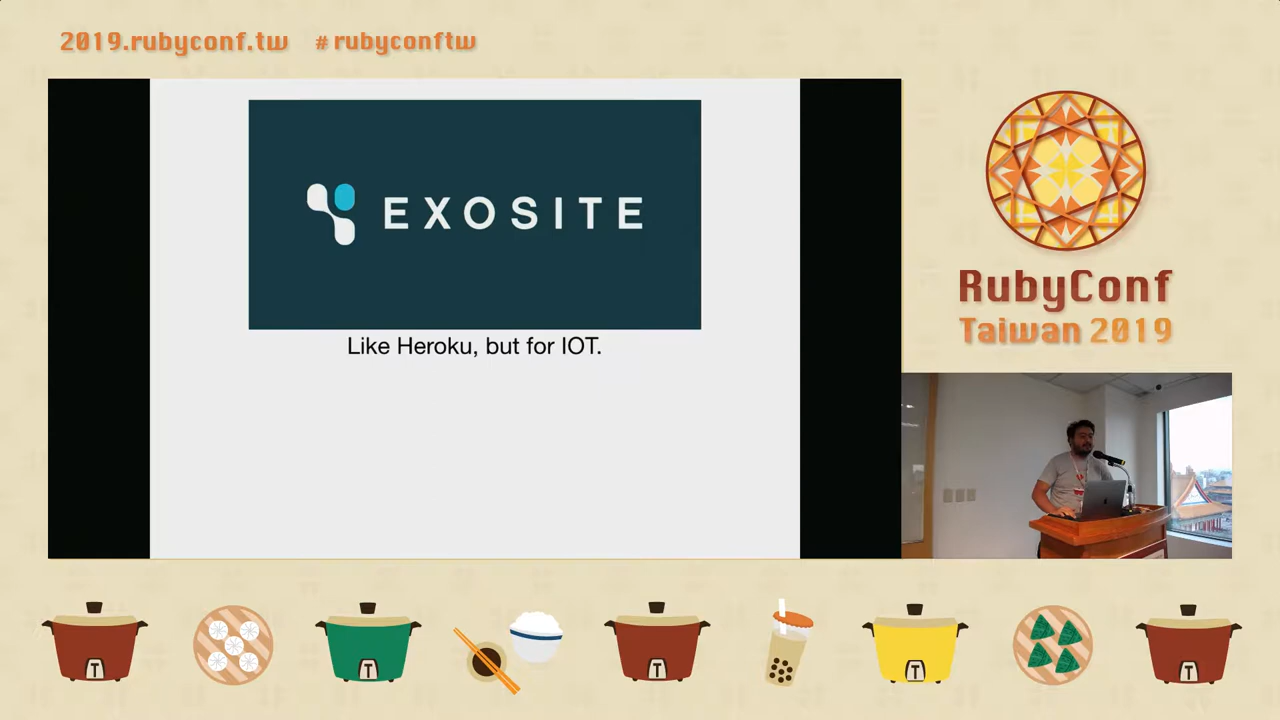 2019.rubyconf.tw # rubyconftw
EXOSITE
Like Heroku, but for IOT.
RubyConf
Taiwan 2019
T
T
T
T
T